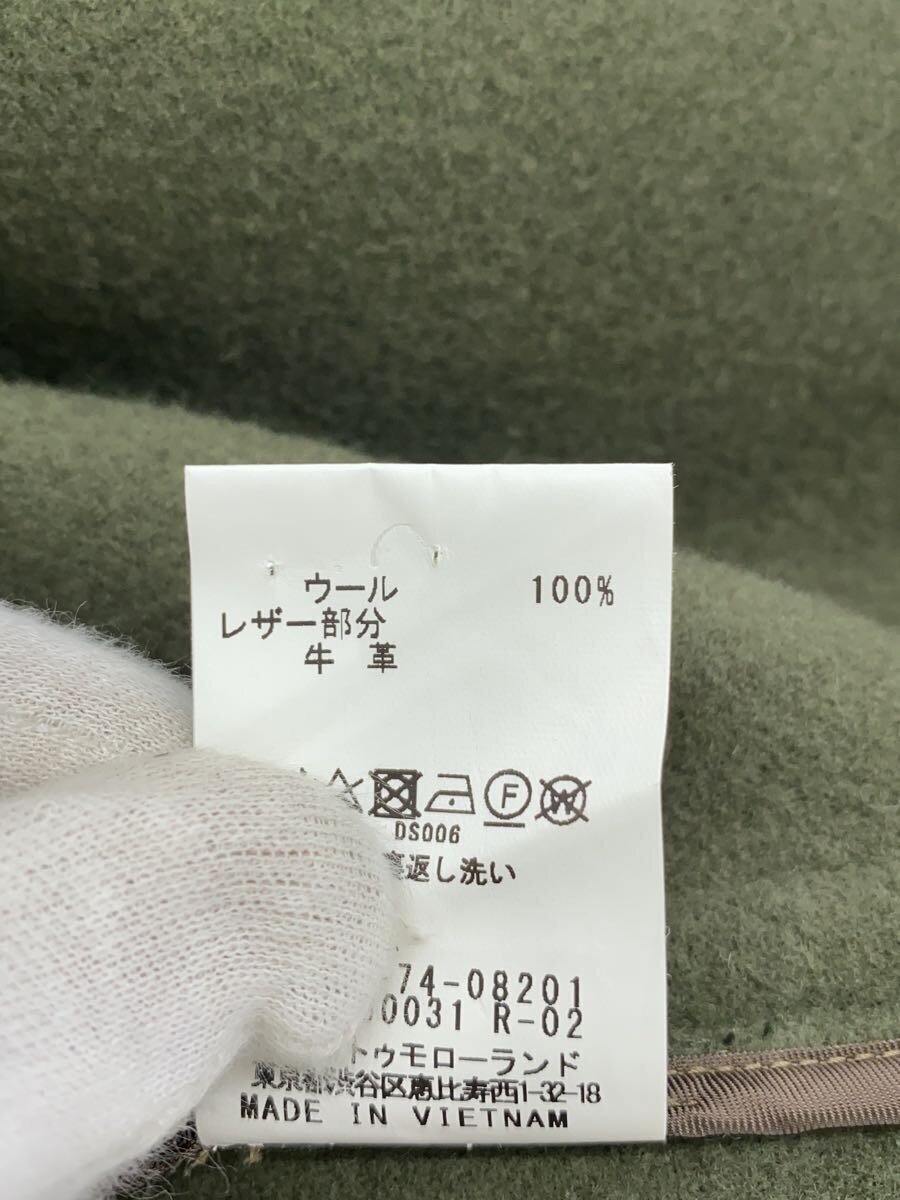 ウール 100%
レザー部分
牛 革
F W
DS006
返し洗い
74-08201
0031 R-02
トゥモローランド
東京都渋谷区恵比寿西1-32-18
MADE IN VIETNAM